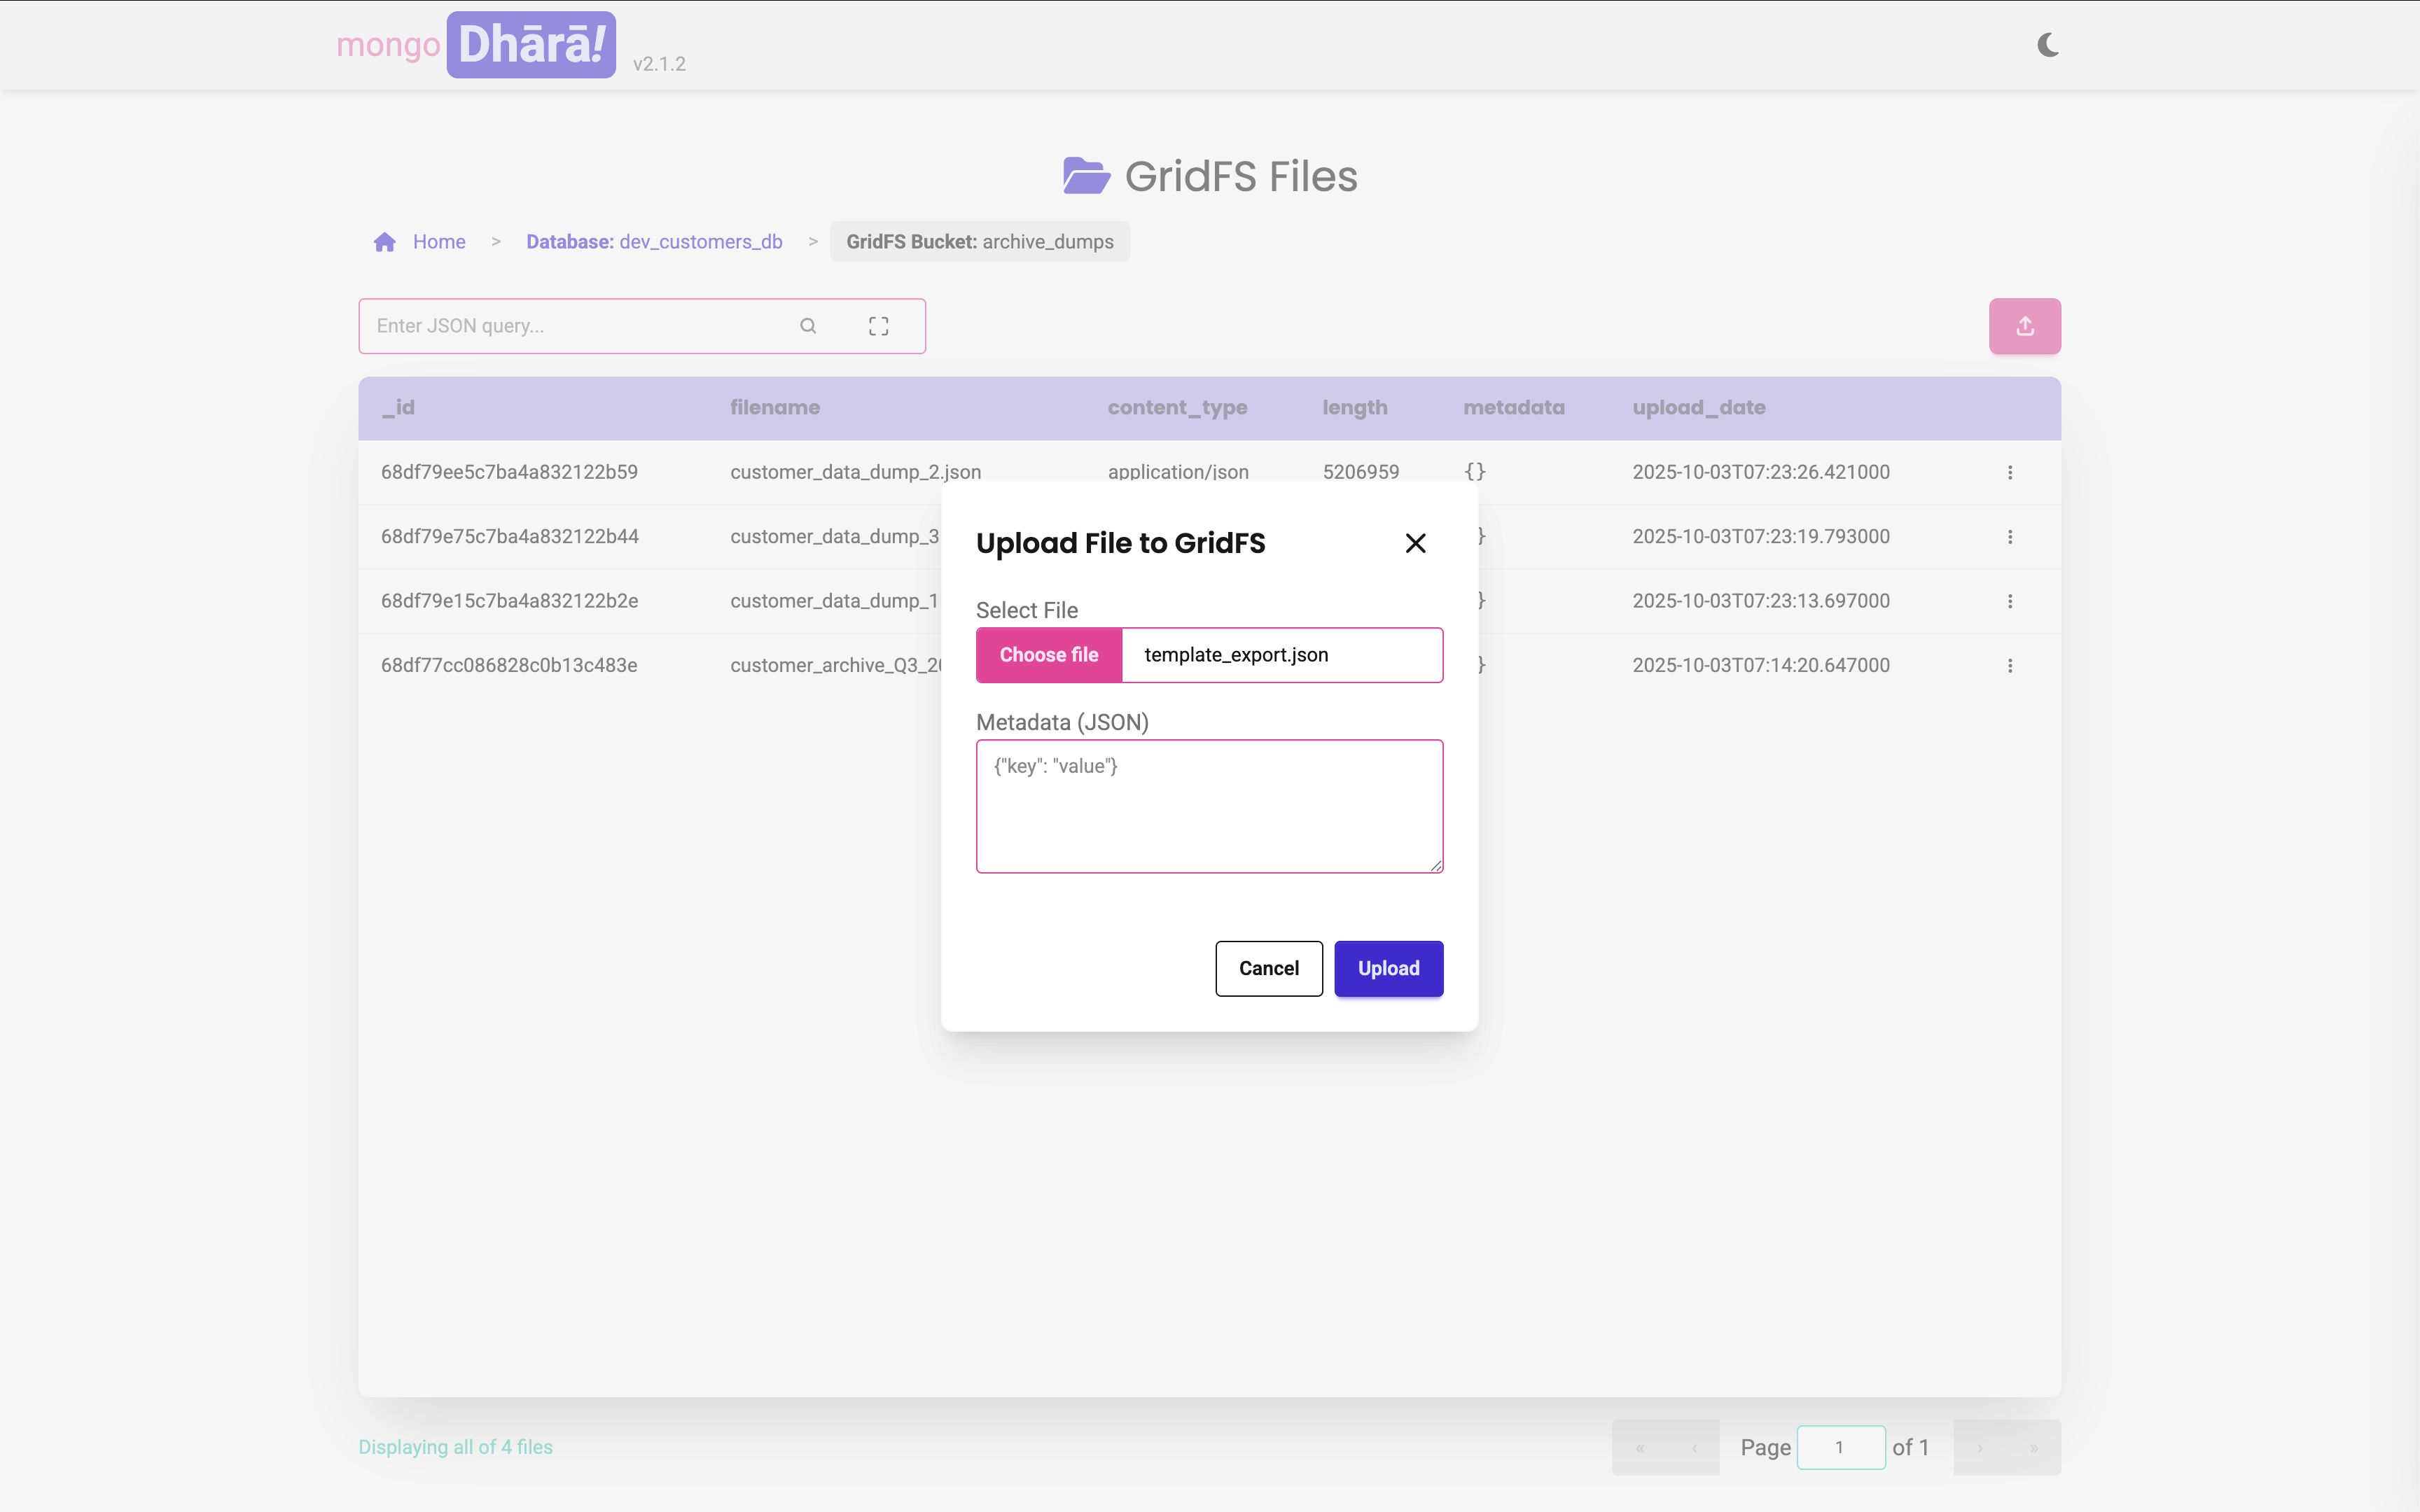 mongo Dhārā! v2.1.2
GridFS Files
Home > Database: dev_customers_db > GridFS Bucket: archive_dumps
Enter JSON query...
_id filename content_type length metadata upload_date
68df79ee5c7ba4a832122b59 customer_data_dump_2.json application/json 5206959 {} 2025-10-03T07:23:26.421000
68df79e75c7ba4a832122b44 customer_data_dump_3 } 2025-10-03T07:23:19.793000
68df79e15c7ba4a832122b2e customer_data_dump_1 } 2025-10-03T07:23:13.697000
68df77cc086828c0b13c483e customer_archive_Q3_20 } 2025-10-03T07:14:20.647000
Upload File to GridFS
Select File
Choose file template_export.json
Metadata (JSON)
{"key": "value"}
Cancel Upload
Displaying all of 4 files
« ‹ Page 1 of 1 › »